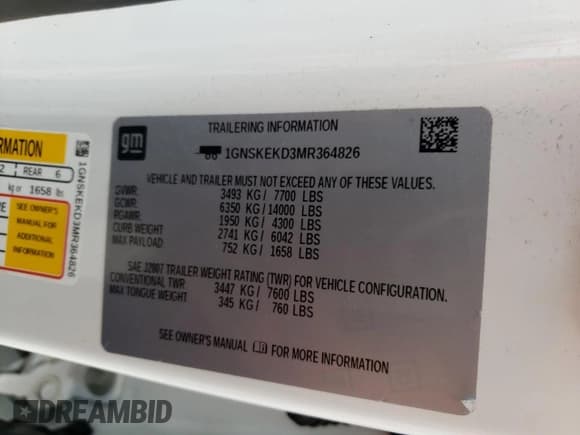 TRAILERING INFORMATION
gm
1GNSKEKD3MR364826
VEHICLE AND TRAILER MUST NOT EXCEED ANY OF THESE VALUES.
GVWR: 3493 KG / 7700 LBS
GCWR: 6350 KG / 14000 LBS
RGAWR: 1950 KG / 4300 LBS
CURB WEIGHT 2741 KG / 6042 LBS
MAX PAYLOAD: 752 KG / 1658 LBS
SAE J2807 TRAILER WEIGHT RATING (TWR) FOR VEHICLE CONFIGURATION.
CONVENTIONAL TWR 3447 KG / 7600 LBS
MAX TONGUE WEIGHT 345 KG / 760 LBS
SEE OWNER'S MANUAL FOR MORE INFORMATION
2 REAR 6
kg or 1658 lbs
SEE OWNER'S
MANUAL FOR
ADDITIONAL
INFORMATION
1GNSKEKD3MR364826
DREAMBID